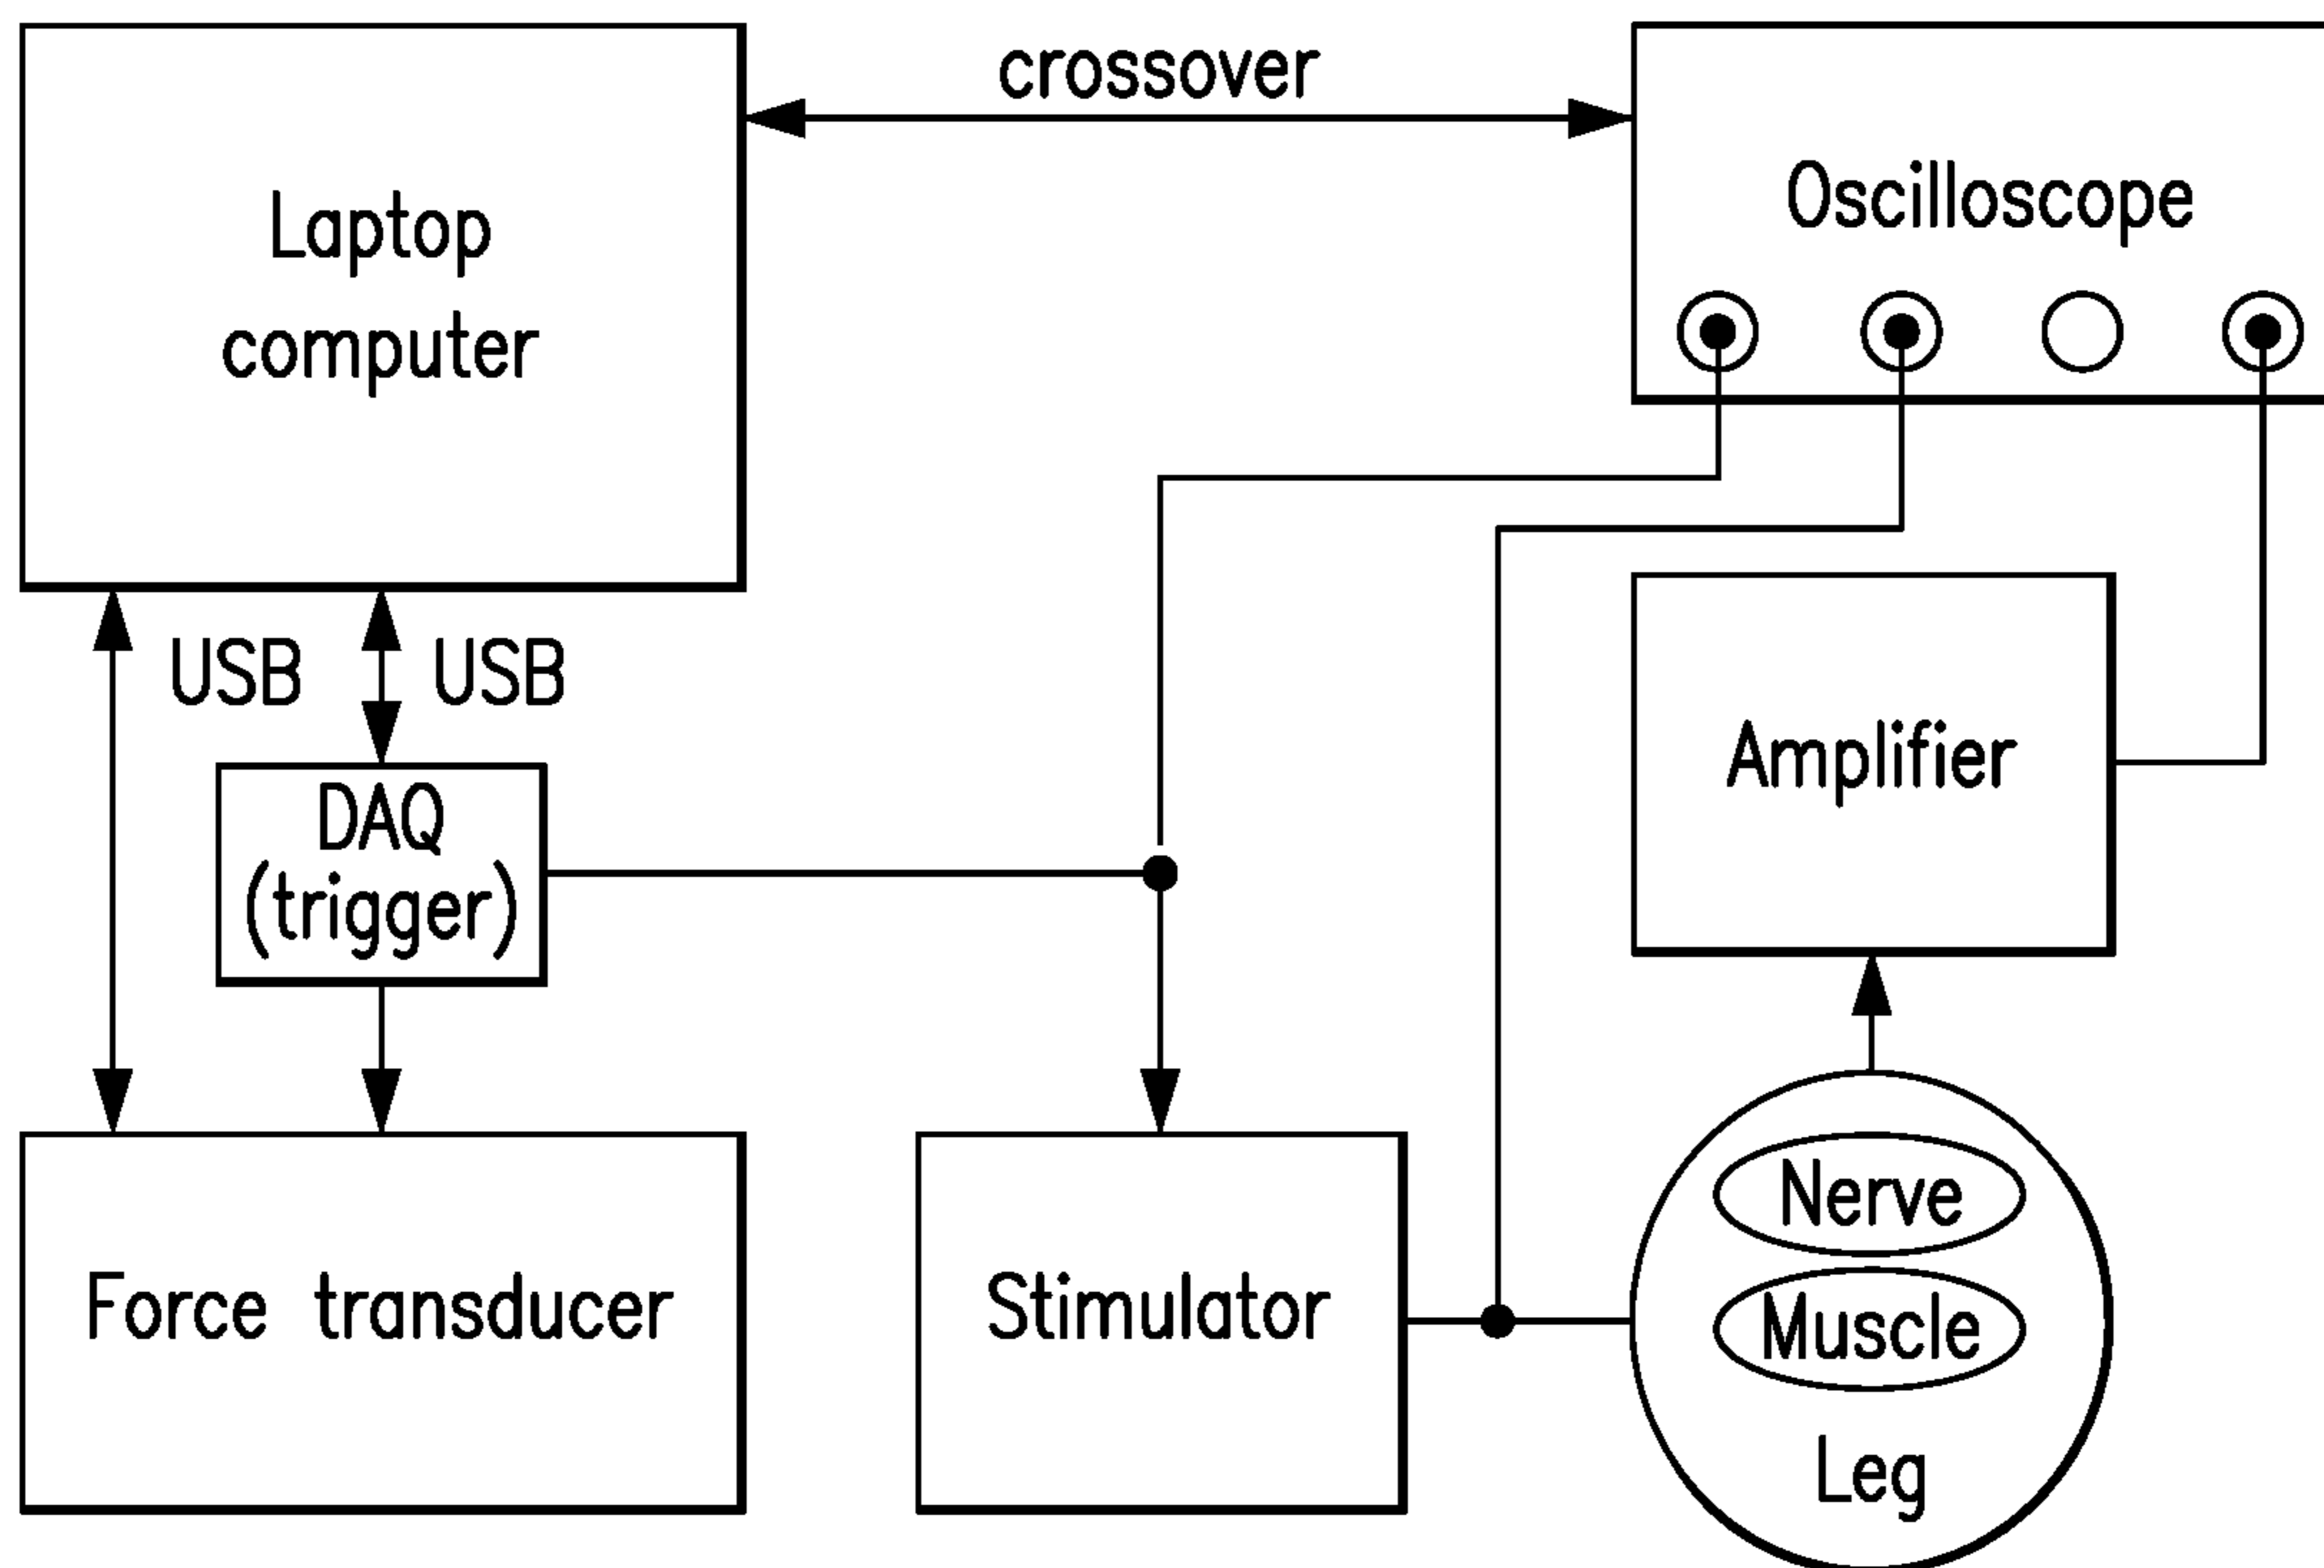 crossover
Laptop
computer
Oscilloscope
USB
USB
DAQ
(trigger)
Amplifier
Force transducer
Stimulator
Nerve
Muscle
Leg